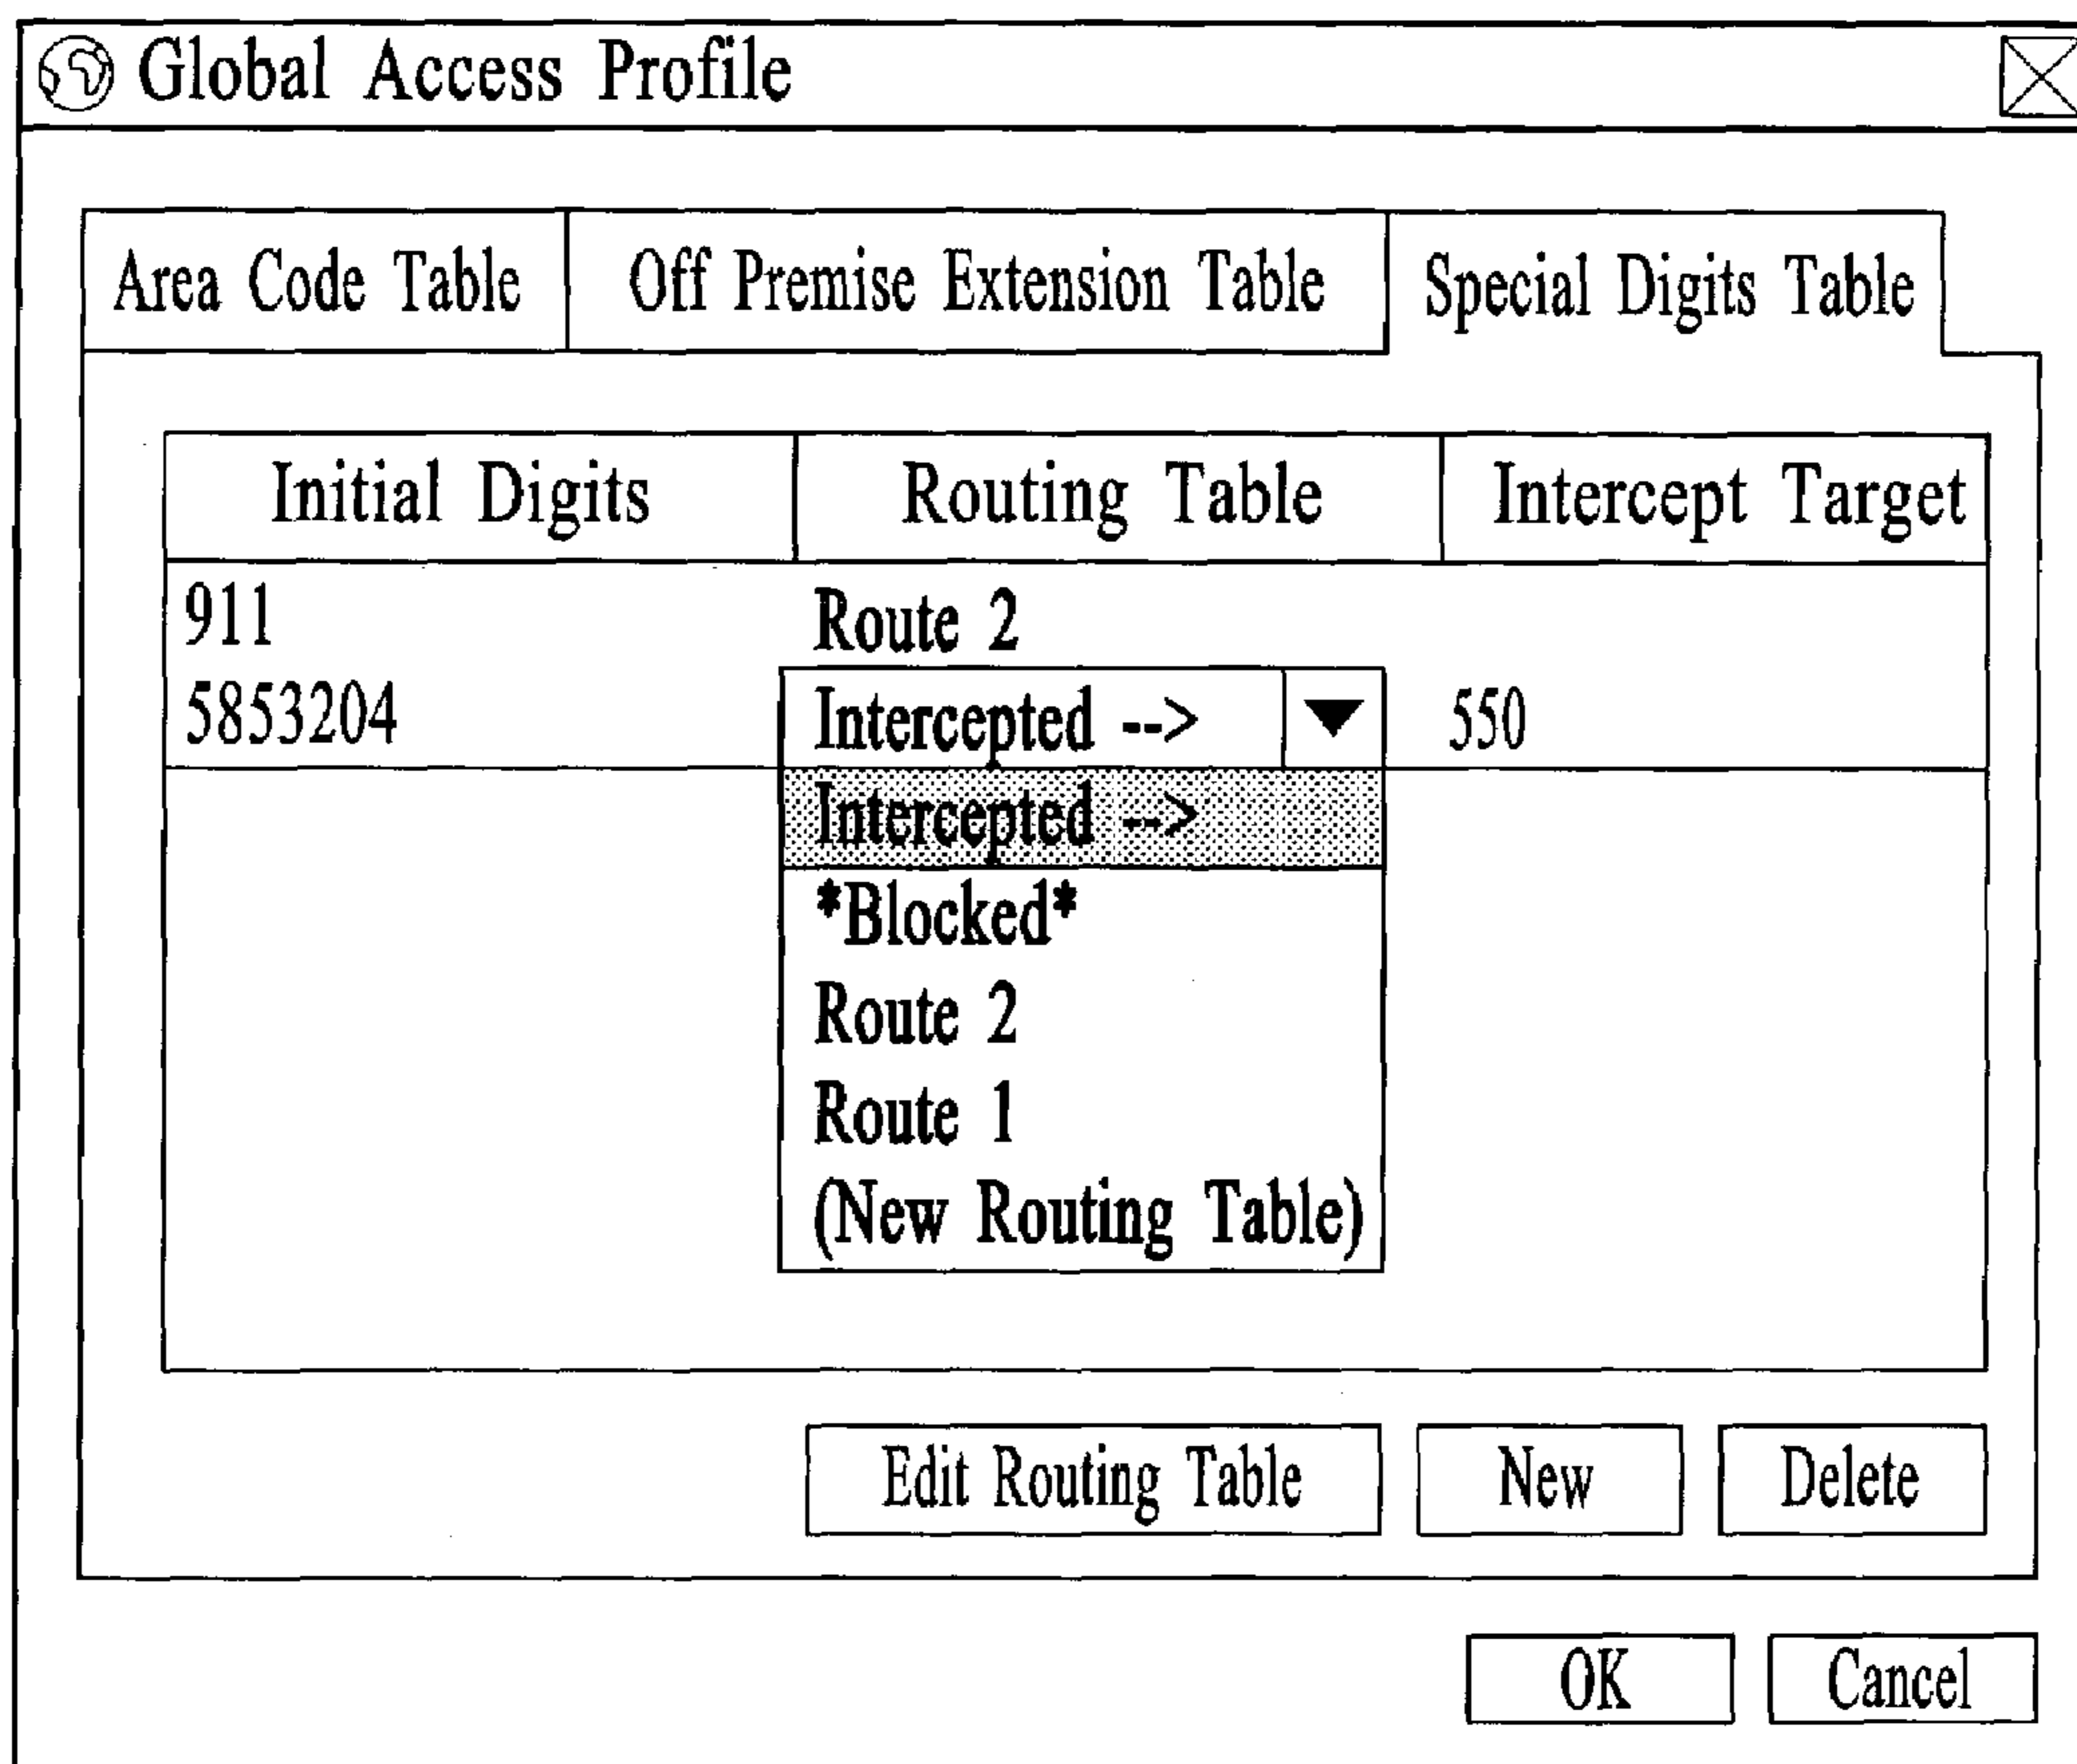 Global Access Profile
Area Code Table Off Premise Extension Table Special Digits Table
Initial Digits Routing Table Intercept Target
911 Route 2
5853204 Intercepted --> 550
Intercepted -->
*Blocked*
Route 2
Route 1
(New Routing Table)
Edit Routing Table New Delete
OK Cancel